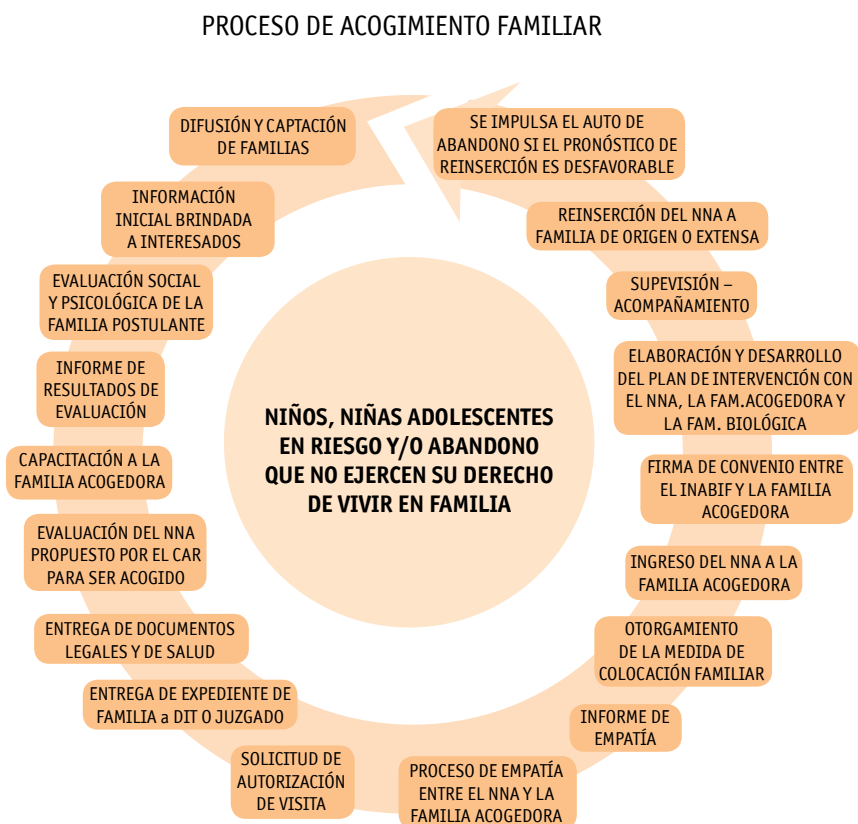 PROCESO DE ACOGIMIENTO FAMILIAR
DIFUSIÓN Y CAPTACIÓN
DE FAMILIAS
INFORMACIÓN
INICIAL BRINDADA
A INTERESADOS
EVALUACIÓN SOCIAL
Y PSICOLÓGICA DE LA
FAMILIA POSTULANTE
INFORME DE
RESULTADOS DE
EVALUACIÓN
CAPACITACIÓN A LA
FAMILIA ACOGEDORA
EVALUACIÓN DEL NNA
PROPUESTO POR EL CAR
PARA SER ACOGIDO
ENTREGA DE DOCUMENTOS
LEGALES Y DE SALUD
ENTREGA DE EXPEDIENTE DE
FAMILIA a DIT O JUZGADO
SOLICITUD DE
AUTORIZACIÓN
DE VISITA
PROCESO DE EMPATÍA
ENTRE EL NNA Y LA
FAMILIA ACOGEDORA
INFORME DE
EMPATÍA
OTORGAMIENTO
DE LA MEDIDA DE
COLOCACIÓN FAMILIAR
INGRESO DEL NNA A LA
FAMILIA ACOGEDORA
FIRMA DE CONVENIO ENTRE
EL INABIF Y LA FAMILIA
ACOGEDORA
ELABORACIÓN Y DESARROLLO
DEL PLAN DE INTERVENCIÓN CON
EL NNA, LA FAM.ACOGEDORA Y
LA FAM. BIOLÓGICA
SUPEVISIÓN –
ACOMPAÑAMIENTO
REINSERCIÓN DEL NNA A
FAMILIA DE ORIGEN O EXTENSA
SE IMPULSA EL AUTO DE
ABANDONO SI EL PRONÓSTICO DE
REINSERCIÓN ES DESFAVORABLE
NIÑOS, NIÑAS ADOLESCENTES
EN RIESGO Y/O ABANDONO
QUE NO EJERCEN SU DERECHO
DE VIVIR EN FAMILIA